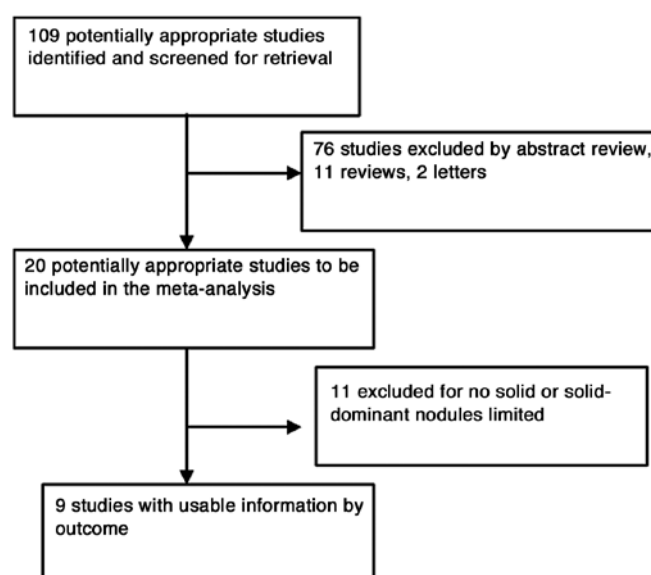 109 potentially appropriate studies
identified and screened for retrieval
76 studies excluded by abstract review,
11 reviews, 2 letters
20 potentially appropriate studies to be
included in the meta-analysis
11 excluded for no solid or solid-
dominant nodules limited
9 studies with usable information by
outcome